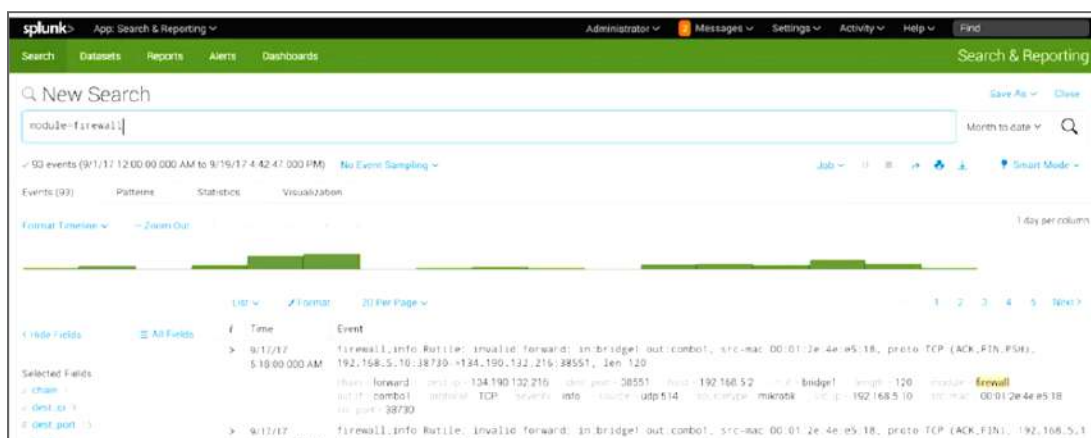 splunk> App: Search & Reporting Administrator Messages Settings Activity Help Find
Search Datasets Reports Alerts Dashboards Search & Reporting
New Search Save As Close
module=firewall Month to date
93 events (9/1/17 12:00:00.000 AM to 9/19/17 4:42:47.000 PM) No Event Sampling Job Smart Mode
Events (93) Patterns Statistics Visualization
Format Timeline – Zoom Out 1 day per column
List Format 20 Per Page 1 2 3 4 5 Next >
< Hide Fields All Fields i Time Event
> 9/17/17 firewall,info Rutile: invalid forward: in:bridge1 out:combo1, src-mac 00:01:2e:4e:e5:18, proto TCP (ACK,FIN,PSH),
5:18:00.000 AM 192.168.5.10:38730->134.190.132.216:38551, len 120
Selected Fields
chain forward 134.190.132.216 38551 192.168.5.2 bridge1 length 120 module firewall
dest_ip combo1 protocol TCP severity info source udp:514 sourcetype mikrotik 192.168.5.10 00:01:2e:4e:e5:18
dest_port 38730
> 9/17/17 firewall,info Rutile: invalid forward: in:bridge1 out:combo1, src-mac 00:01:2e:4e:e5:18, proto TCP (ACK,FIN), 192.168.5.1